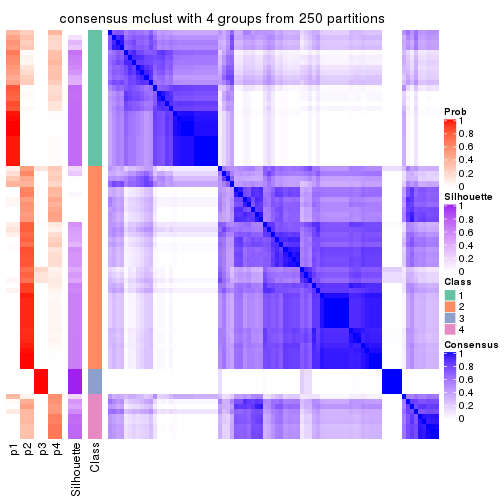 consensus mclust with 4 groups from 250 partitions
Prob
1
0.8
0.6
0.4
0.2
0
Silhouette
1
0.8
0.6
0.4
0.2
0
Class
1
2
3
4
Consensus
1
0.8
0.6
0.4
0.2
0
p1
p2
p3
p4
Silhouette
Class